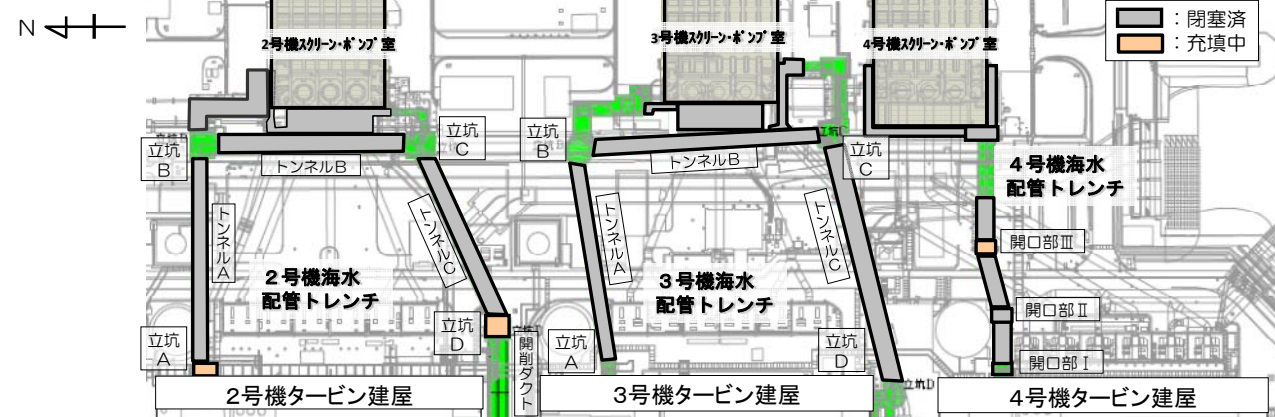 N
：閉塞済
：充填中
2号機スクリーン・ポンプ室
3号機スクリーン・ポンプ室
4号機スクリーン・ポンプ室
立坑
B
トンネルB
立坑
C
立坑
B
トンネルB
立坑
C
4号機海水
配管トレンチ
トンネルA
トンネルC
トンネルA
トンネルC
開口部Ⅲ
2号機海水
配管トレンチ
3号機海水
配管トレンチ
開口部Ⅱ
立坑
A
立坑
D
開削ダクト
立坑
A
立坑
D
開口部Ⅰ
立坑D
2号機タービン建屋
3号機タービン建屋
4号機タービン建屋